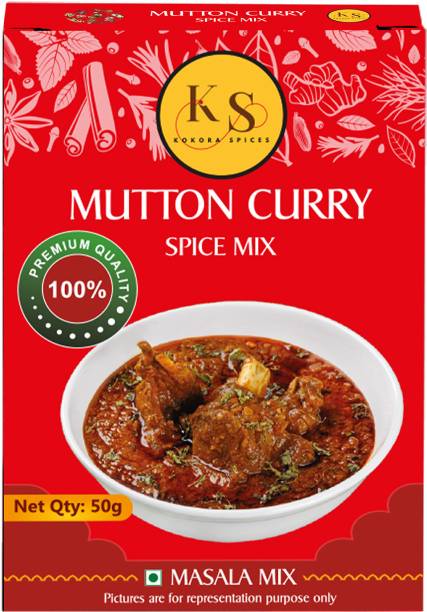 MUTTON CURRY
SPICE MIX
KS
KS
KOKORA SPICES
MUTTON CURRY
SPICE MIX
PREMIUM QUALITY
100%
Net Qty: 50g
MASALA MIX
Pictures are for representation purpose only